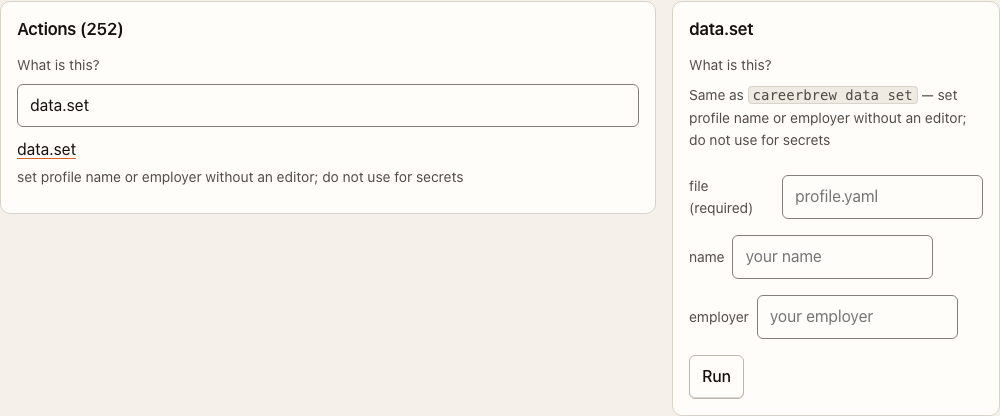 Actions (252)
What is this?
data.set
data.set
set profile name or employer without an editor; do not use for secrets
data.set
What is this?
Same as careerbrew data set — set
profile name or employer without an editor;
do not use for secrets
file
(required)
profile.yaml
name
your name
employer
your employer
Run